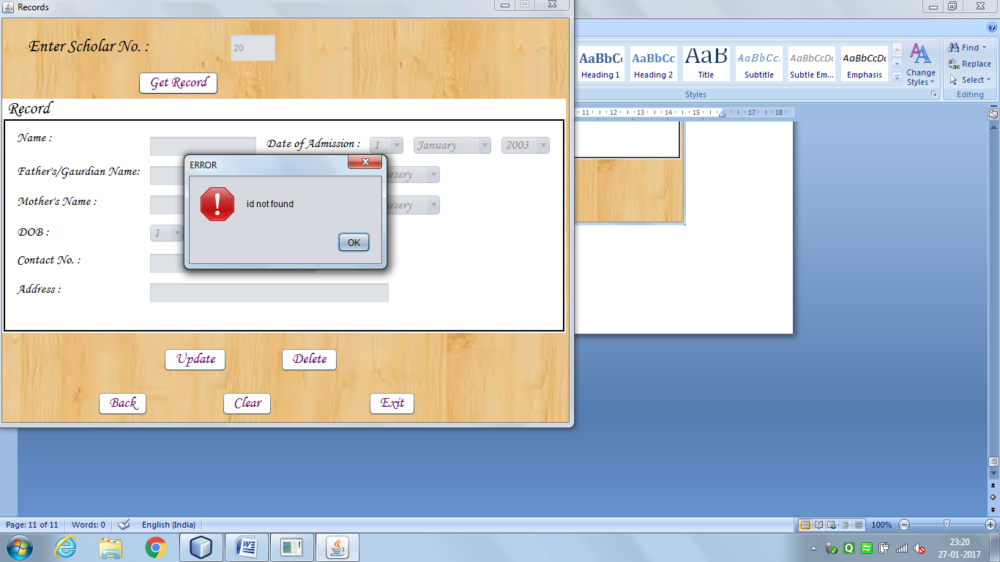 Records
Enter Scholar No. :
20
Get Record
Record
Name :
Date of Admission :
1
January
2003
Father's/Gaurdian Name:
Mother's Name :
DOB :
1
Contact No. :
Address :
ERROR
id not found
OK
Update
Delete
Back
Clear
Exit
AaBbC
AaBbCc
AaB
AaBbCc.
AaBbCcDc
AaBbCcDc
Heading 1
Heading 2
Title
Subtitle
Subtle Em...
Emphasis
Change
Styles
Find
Replace
Select
Styles
Editing
11 12 13 14 15 17 18
Page: 11 of 11
Words: 0
English (India)
100%
23:20
27-01-2017